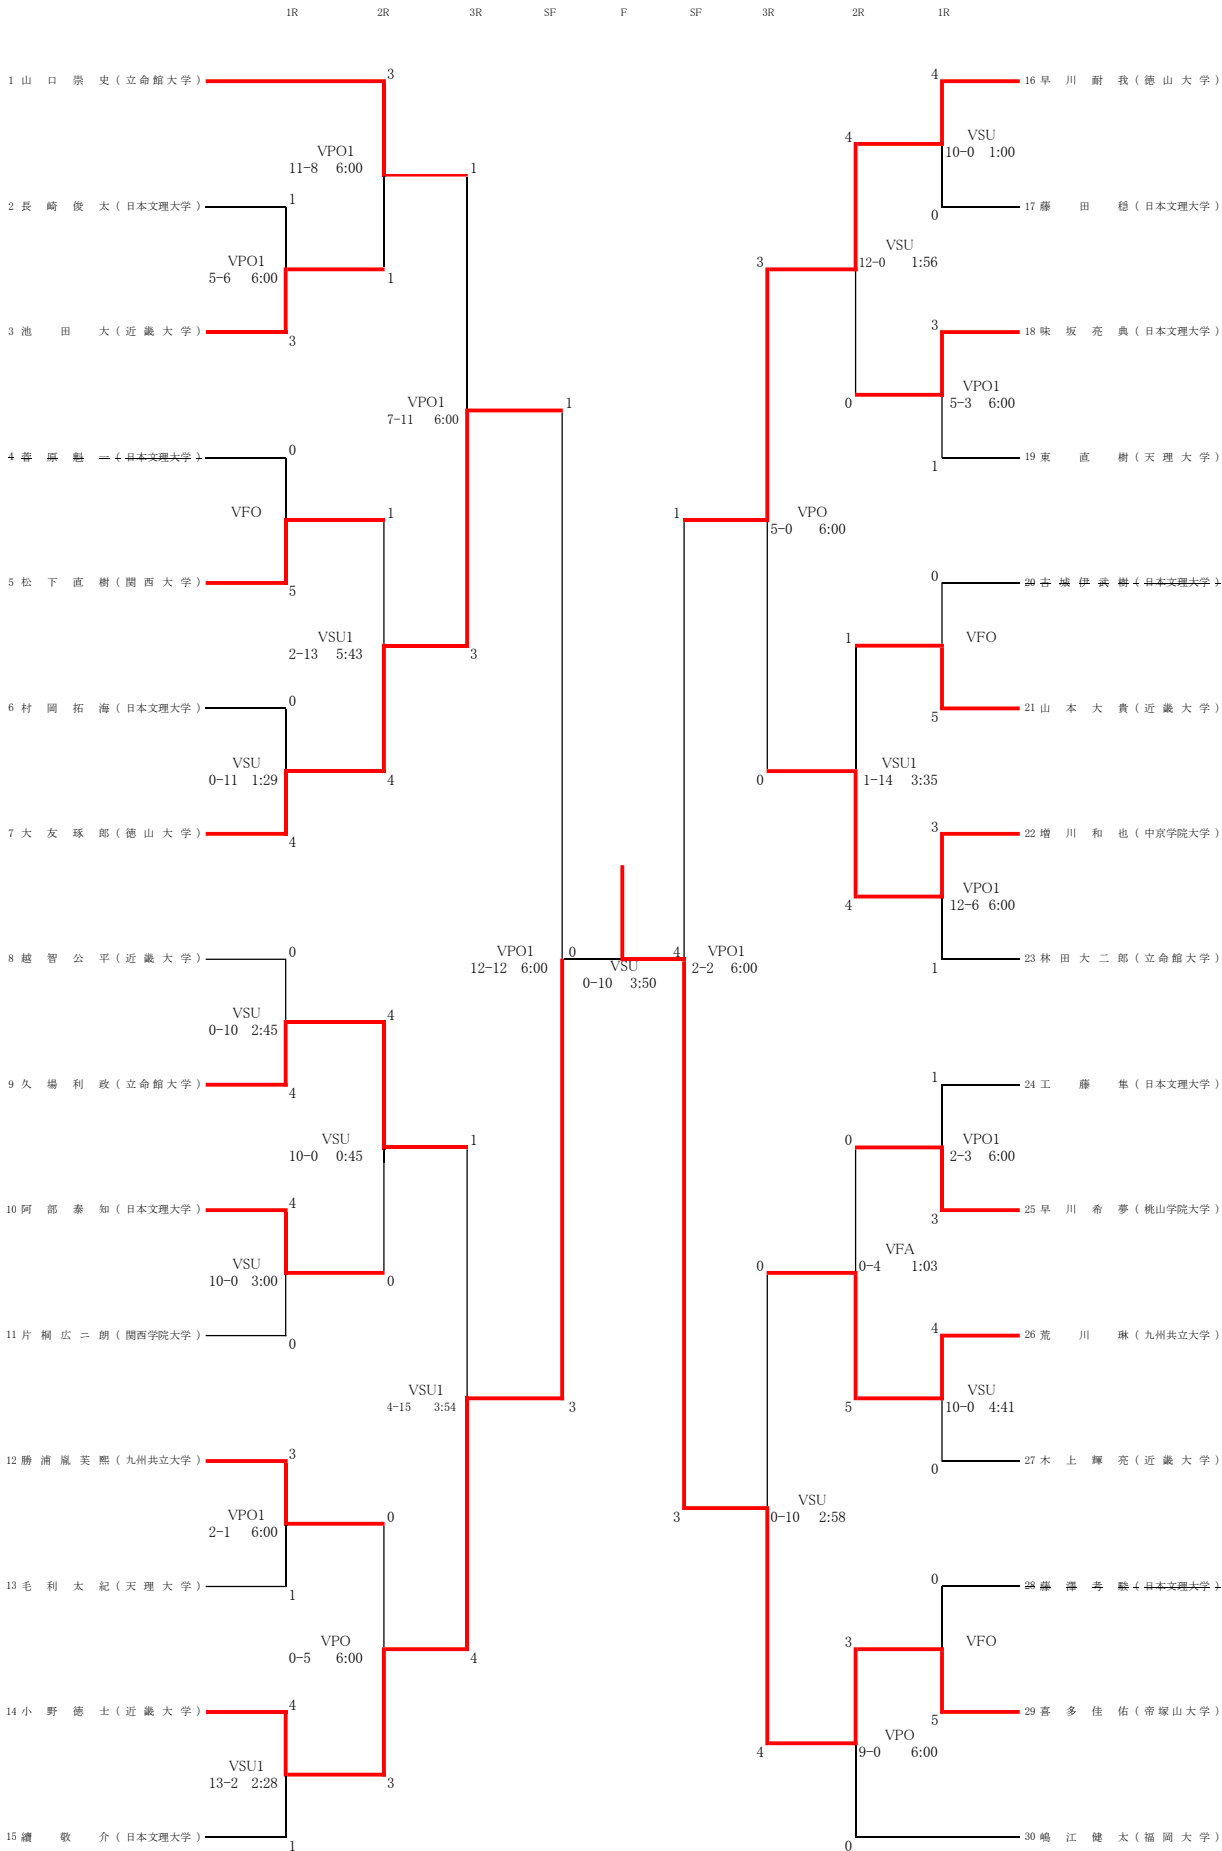 1R 2R 3R SF F SF 3R 2R 1R
1 山口崇史 (立命館大学)
3
4
16 早川耐我 (徳山大学)
VPO1
11-8 6:00
1
4
VSU
10-0 1:00
2 長崎俊太 (日本文理大学)
1
0
17 藤田穏 (日本文理大学)
VPO1
5-6 6:00
1
3
VSU
12-0 1:56
3 池田大 (近畿大学)
3
3
18 味坂亮典 (日本文理大学)
VPO1
7-11 6:00
1
0
VPO1
5-3 6:00
4 菅原魁一 (日本文理大学)
0
1
19 東直樹 (天理大学)
VFO
1
1
VPO
5-0 6:00
5 松下直樹 (関西大学)
5
0
20 古城伊武樹 (日本文理大学)
VSU1
2-13 5:43
3
1
VFO
6 村岡拓海 (日本文理大学)
0
5
21 山本大貴 (近畿大学)
VSU
0-11 1:29
4
0
VSU1
1-14 3:35
7 大友琢郎 (徳山大学)
4
3
22 増川和也 (中京学院大学)
4
VPO1
12-6 6:00
8 越智公平 (近畿大学)
0
VPO1
12-12 6:00
0
4
VSU
0-10 3:50
VPO1
2-2 6:00
1
23 林田大二郎 (立命館大学)
VSU
0-10 2:45
4
9 久場利政 (立命館大学)
4
1
24 工藤隼 (日本文理大学)
VSU
10-0 0:45
1
0
VPO1
2-3 6:00
10 阿部泰知 (日本文理大学)
4
3
25 早川希夢 (桃山学院大学)
VSU
10-0 3:00
0
0
VFA
0-4 1:03
11 片桐広二朗 (関西学院大学)
0
4
26 荒川琳 (九州共立大学)
VSU1
4-15 3:54
3
5
VSU
10-0 4:41
12 勝浦胤芙熙 (九州共立大学)
3
0
27 木上輝亮 (近畿大学)
VPO1
2-1 6:00
0
3
VSU
0-10 2:58
13 毛利太紀 (天理大学)
1
0
28 藤澤孝駿 (日本文理大学)
VPO
0-5 6:00
4
3
VFO
14 小野徳士 (近畿大学)
4
5
29 喜多佳佑 (帝塚山大学)
VSU1
13-2 2:28
3
4
VPO
9-0 6:00
15 續敬介 (日本文理大学)
1
0
30 嶋江健太 (福岡大学)